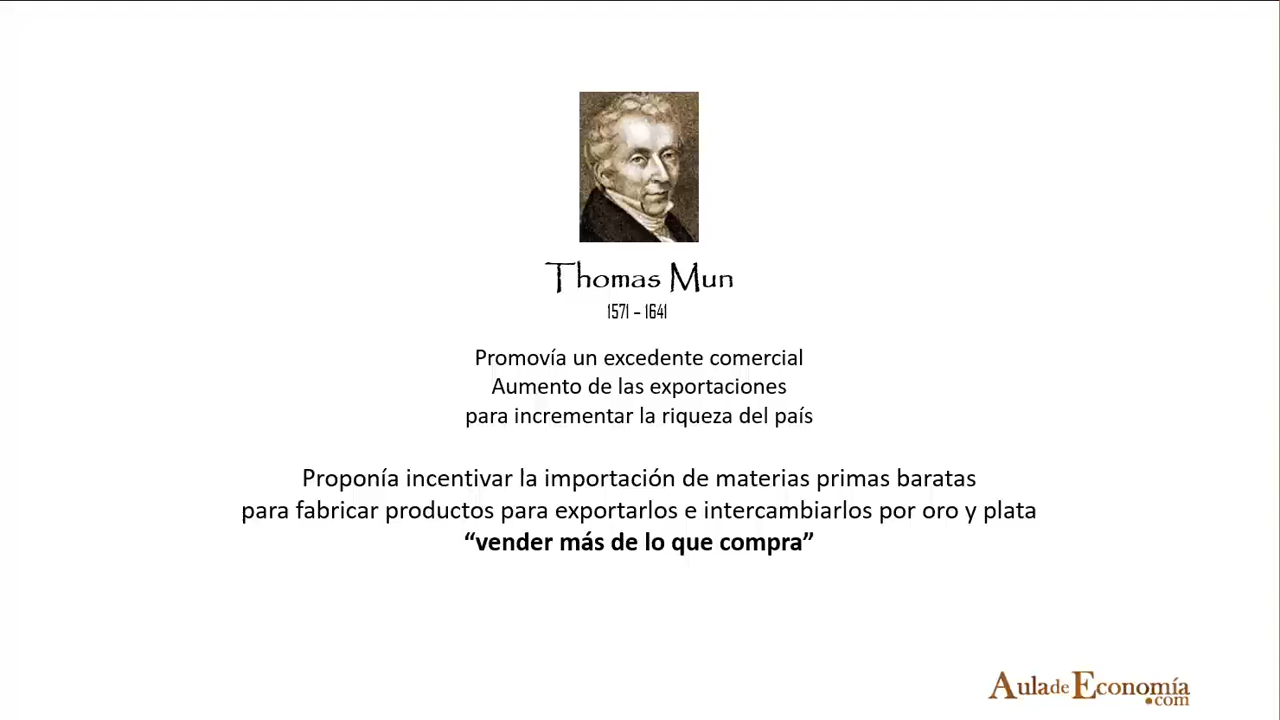 Thomas Mun
1571 – 1641
Promovía un excedente comercial
Aumento de las exportaciones
para incrementar la riqueza del país
Proponía incentivar la importación de materias primas baratas
para fabricar productos para exportarlos e intercambiarlos por oro y plata
“vender más de lo que compra”
AuladeEconomía
.com